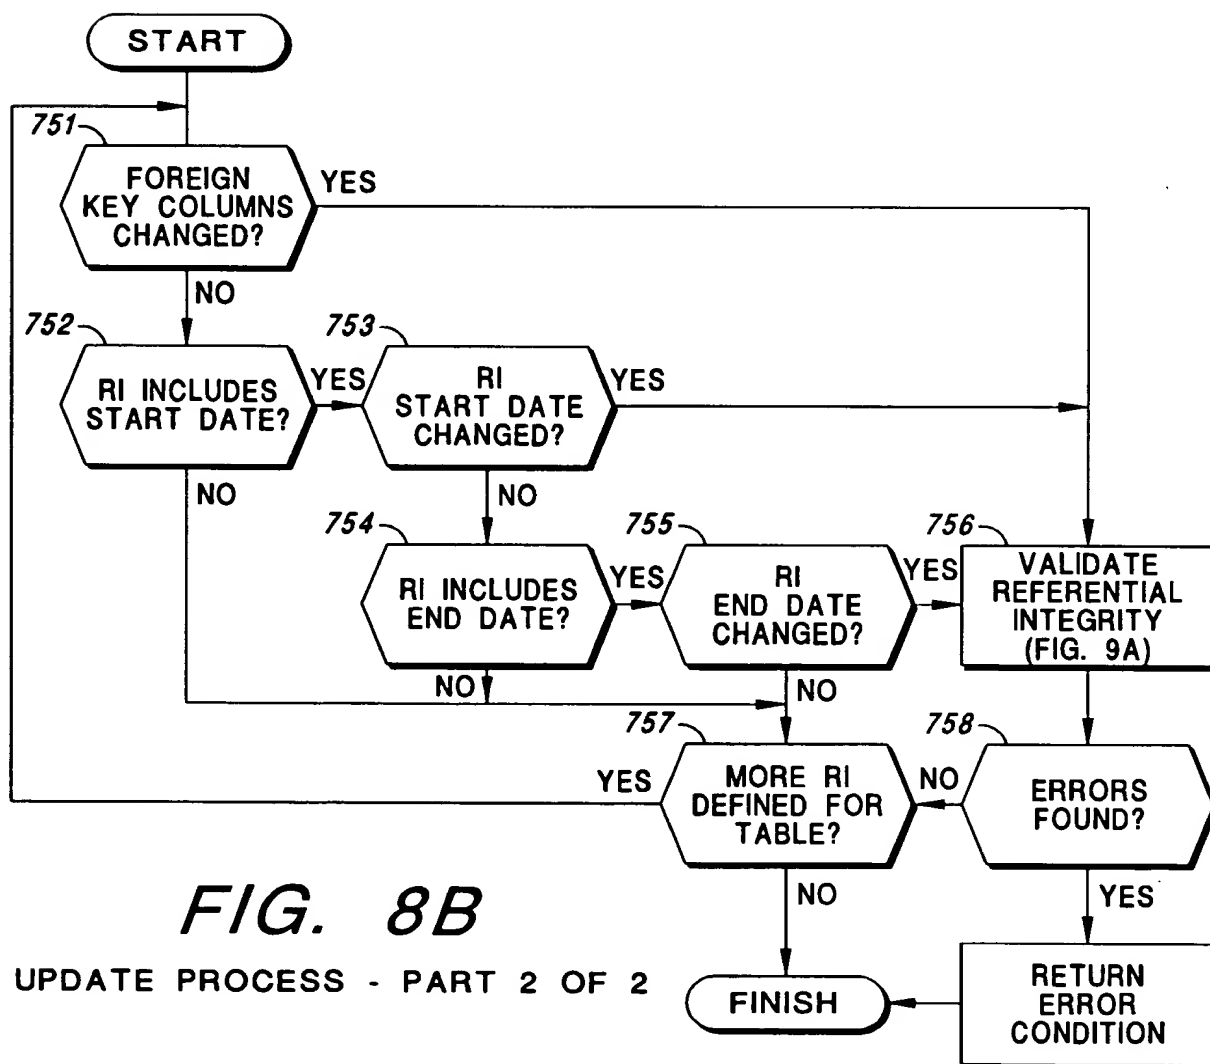 START
751
FOREIGN
KEY COLUMNS
CHANGED?
YES
NO
752
RI INCLUDES
START DATE?
YES
NO
753
RI
START DATE
CHANGED?
YES
NO
754
RI INCLUDES
END DATE?
YES
NO
755
RI
END DATE
CHANGED?
YES
NO
756
VALIDATE
REFERENTIAL
INTEGRITY
(FIG. 9A)
757
MORE RI
DEFINED FOR
TABLE?
YES
NO
758
ERRORS
FOUND?
NO
YES
RETURN
ERROR
CONDITION
FINISH
FIG. 8B
UPDATE PROCESS - PART 2 OF 2